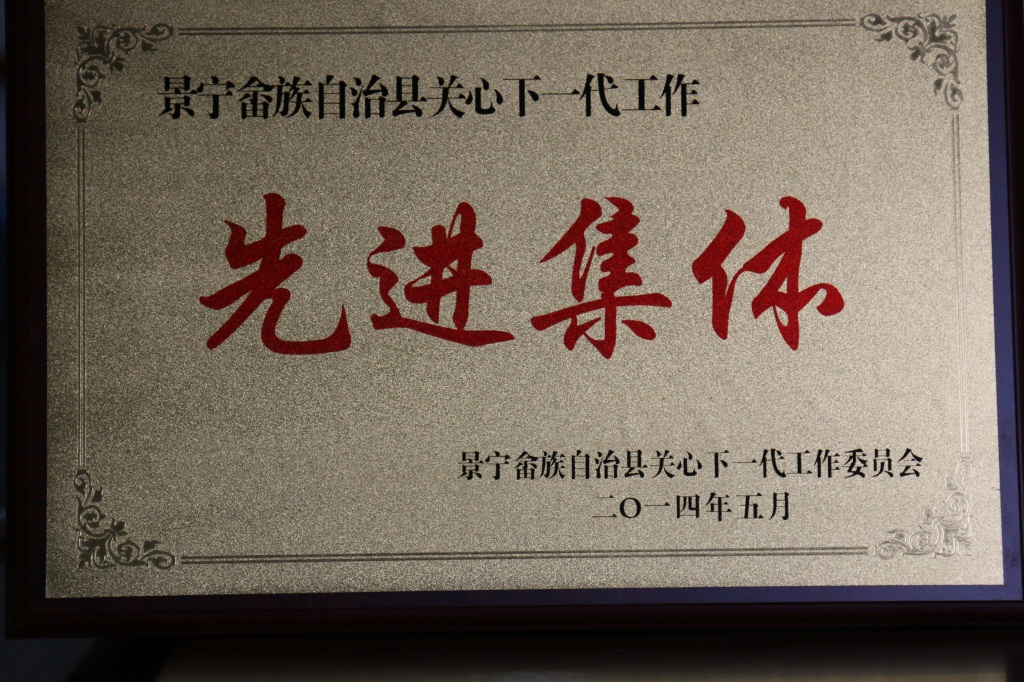 景宁畲族自治县关心下一代工作
先进集体
景宁畲族自治县关心下一代工作委员会
二〇一四年五月